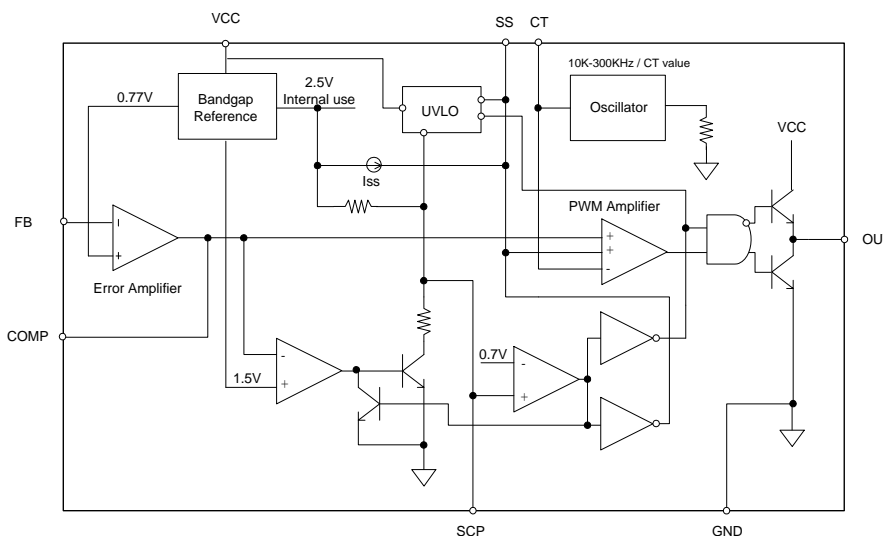 VCC
SS
CT
10K-300KHz / CT value
2.5V
Internal use
0.77V
Bandgap
Reference
UVLO
Oscillator
VCC
Iss
PWM Amplifier
FB
-
+
+
+
-
OU
Error Amplifier
COMP
-
+
1.5V
0.7V
-
+
SCP
GND